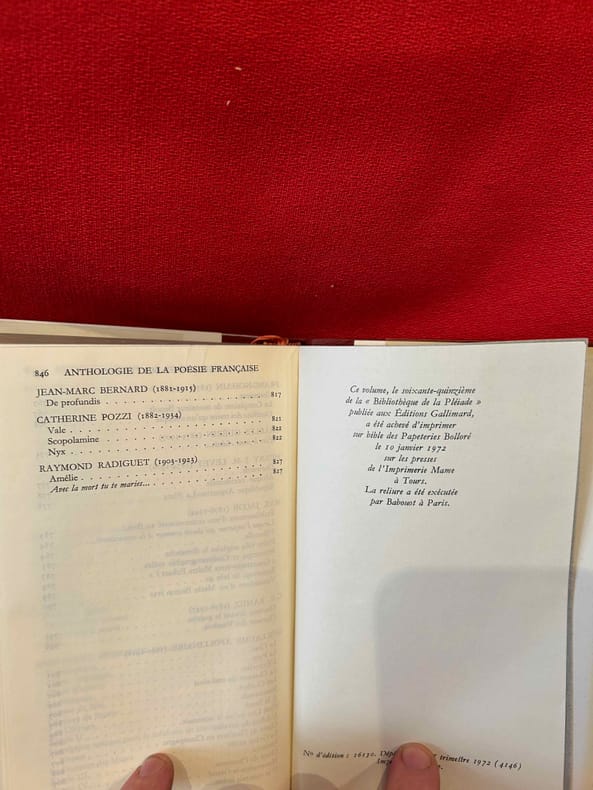 846 ANTHOLOGIE DE LA POÉSIE FRANÇAISE
JEAN-MARC BERNARD (1881-1915)
De profundis . . . . . . . . . . . . . . . . 817
CATHERINE POZZI (1882-1934)
Vale . . . . . . . . . . . . . . . . 821
Scopolamine . . . . . . . . . . . . . . . . 822
Nyx . . . . . . . . . . . . . . . . 822
RAYMOND RADIGUET (1903-1923)
Amélie . . . . . . . . . . . . . . . . 827
Avec la mort tu te maries... . . . . . . . . . . 827
Ce volume, le soixante-quinzième
de la « Bibliothèque de la Pléiade »
publiée aux Éditions Gallimard,
a été achevé d'imprimer
sur bible des Papeteries Bolloré
le 10 janvier 1972
sur les presses
de l'Imprimerie Mame
à Tours.
La reliure a été exécutée
par Babouot à Paris.
No d'édition : 16130. trimestre 1972 (4146)